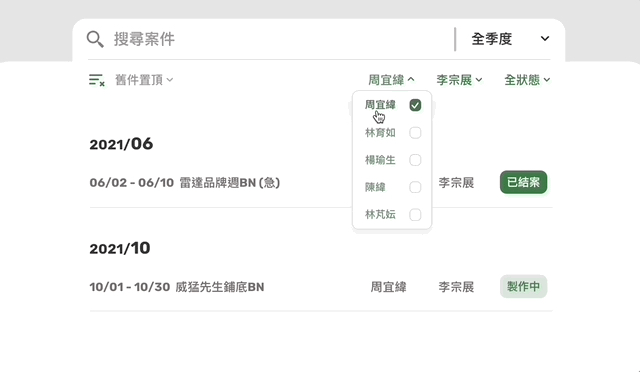 搜尋案件 全季度
舊件置頂 周宜緯 李宗展 全狀態
周宜緯
林育如
楊瑜生
陳緯
林芃妘
2021/06
06/02 - 06/10 雷達品牌週BN (急) 李宗展 已結案
2021/10
10/01 - 10/30 威猛先生鋪底BN 周宜緯 李宗展 製作中